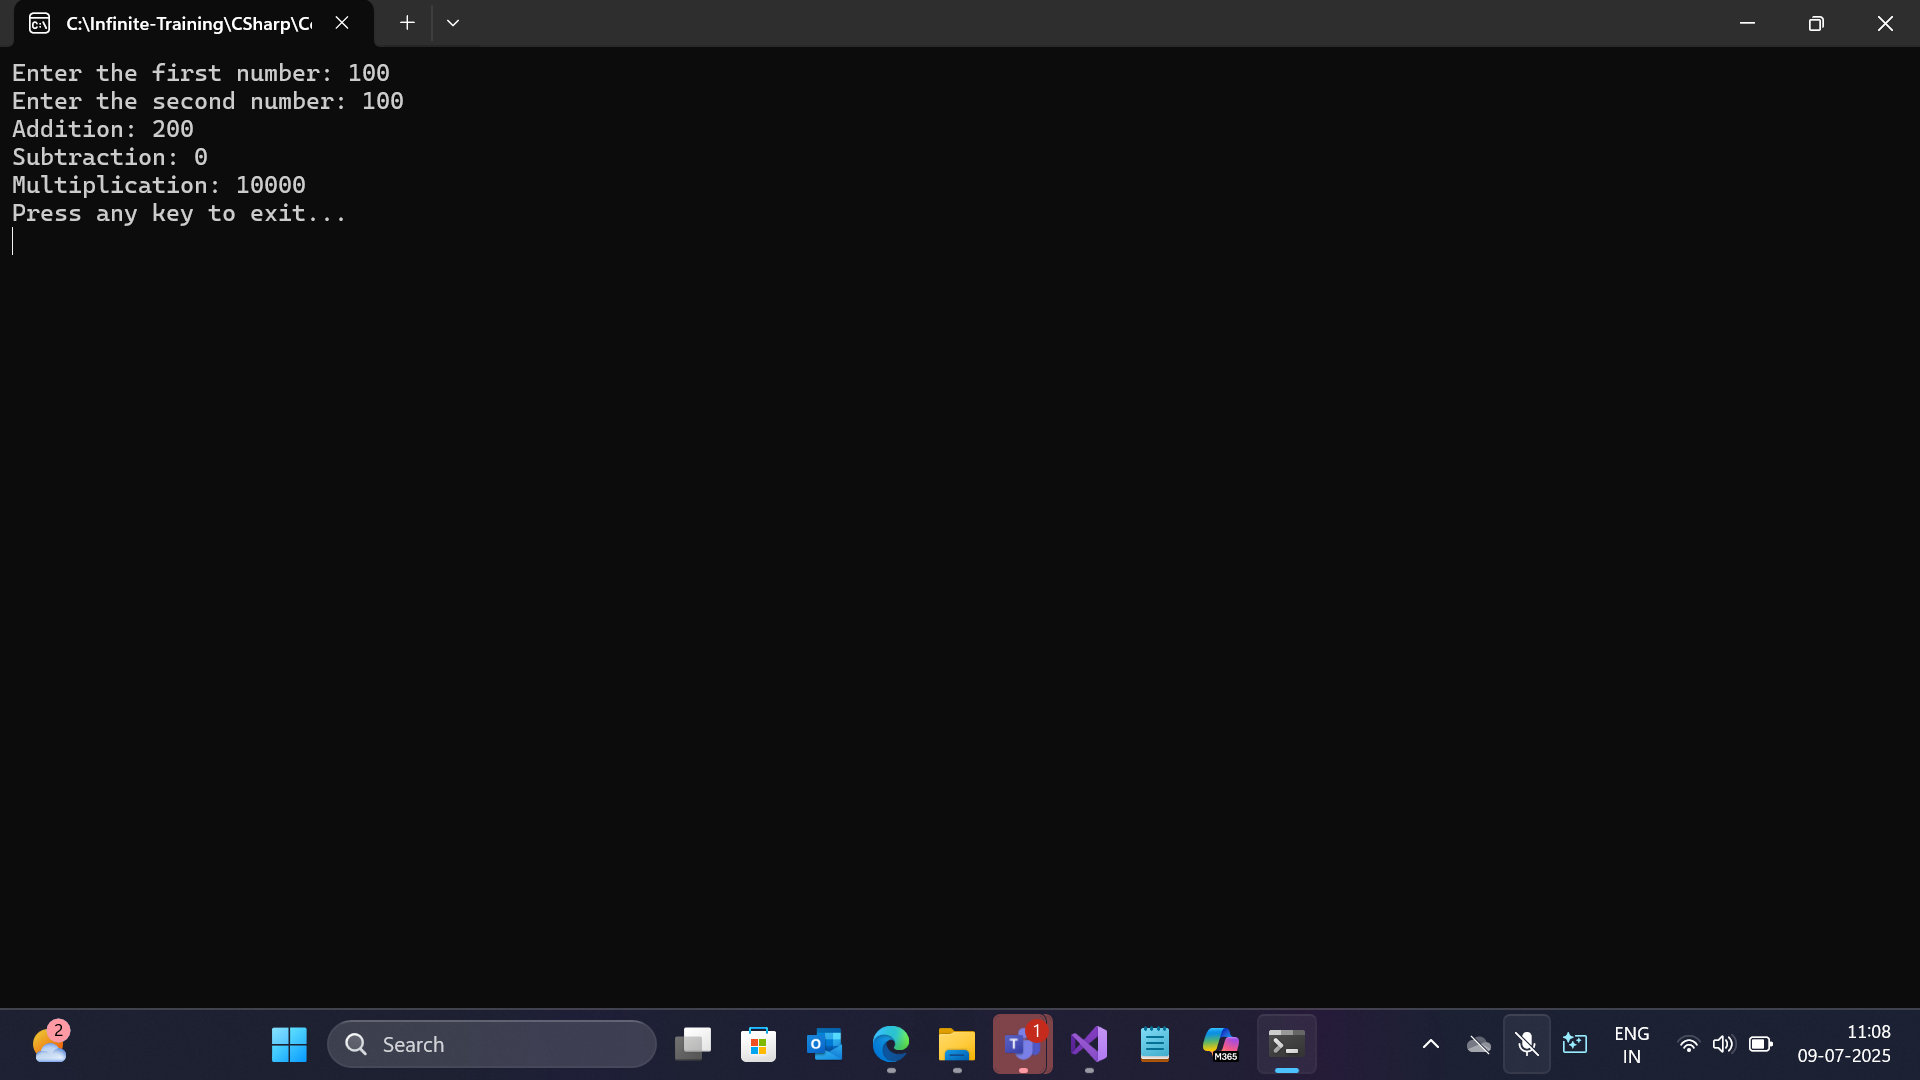 C:\Infinite-Training\CSharp\C
Enter the first number: 100
Enter the second number: 100
Addition: 200
Subtraction: 0
Multiplication: 10000
Press any key to exit...
2
Search
1
M365
ENG
IN
11:08
09-07-2025